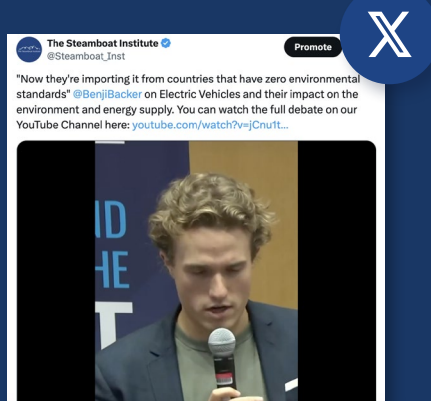 X
The Steamboat Institute
@Steamboat_Inst
Promote
"Now they're importing it from countries that have zero environmental
standards" @BenjiBacker on Electric Vehicles and their impact on the
environment and energy supply. You can watch the full debate on our
YouTube Channel here: youtube.com/watch?v=jCnu1t...
ID
HE
T